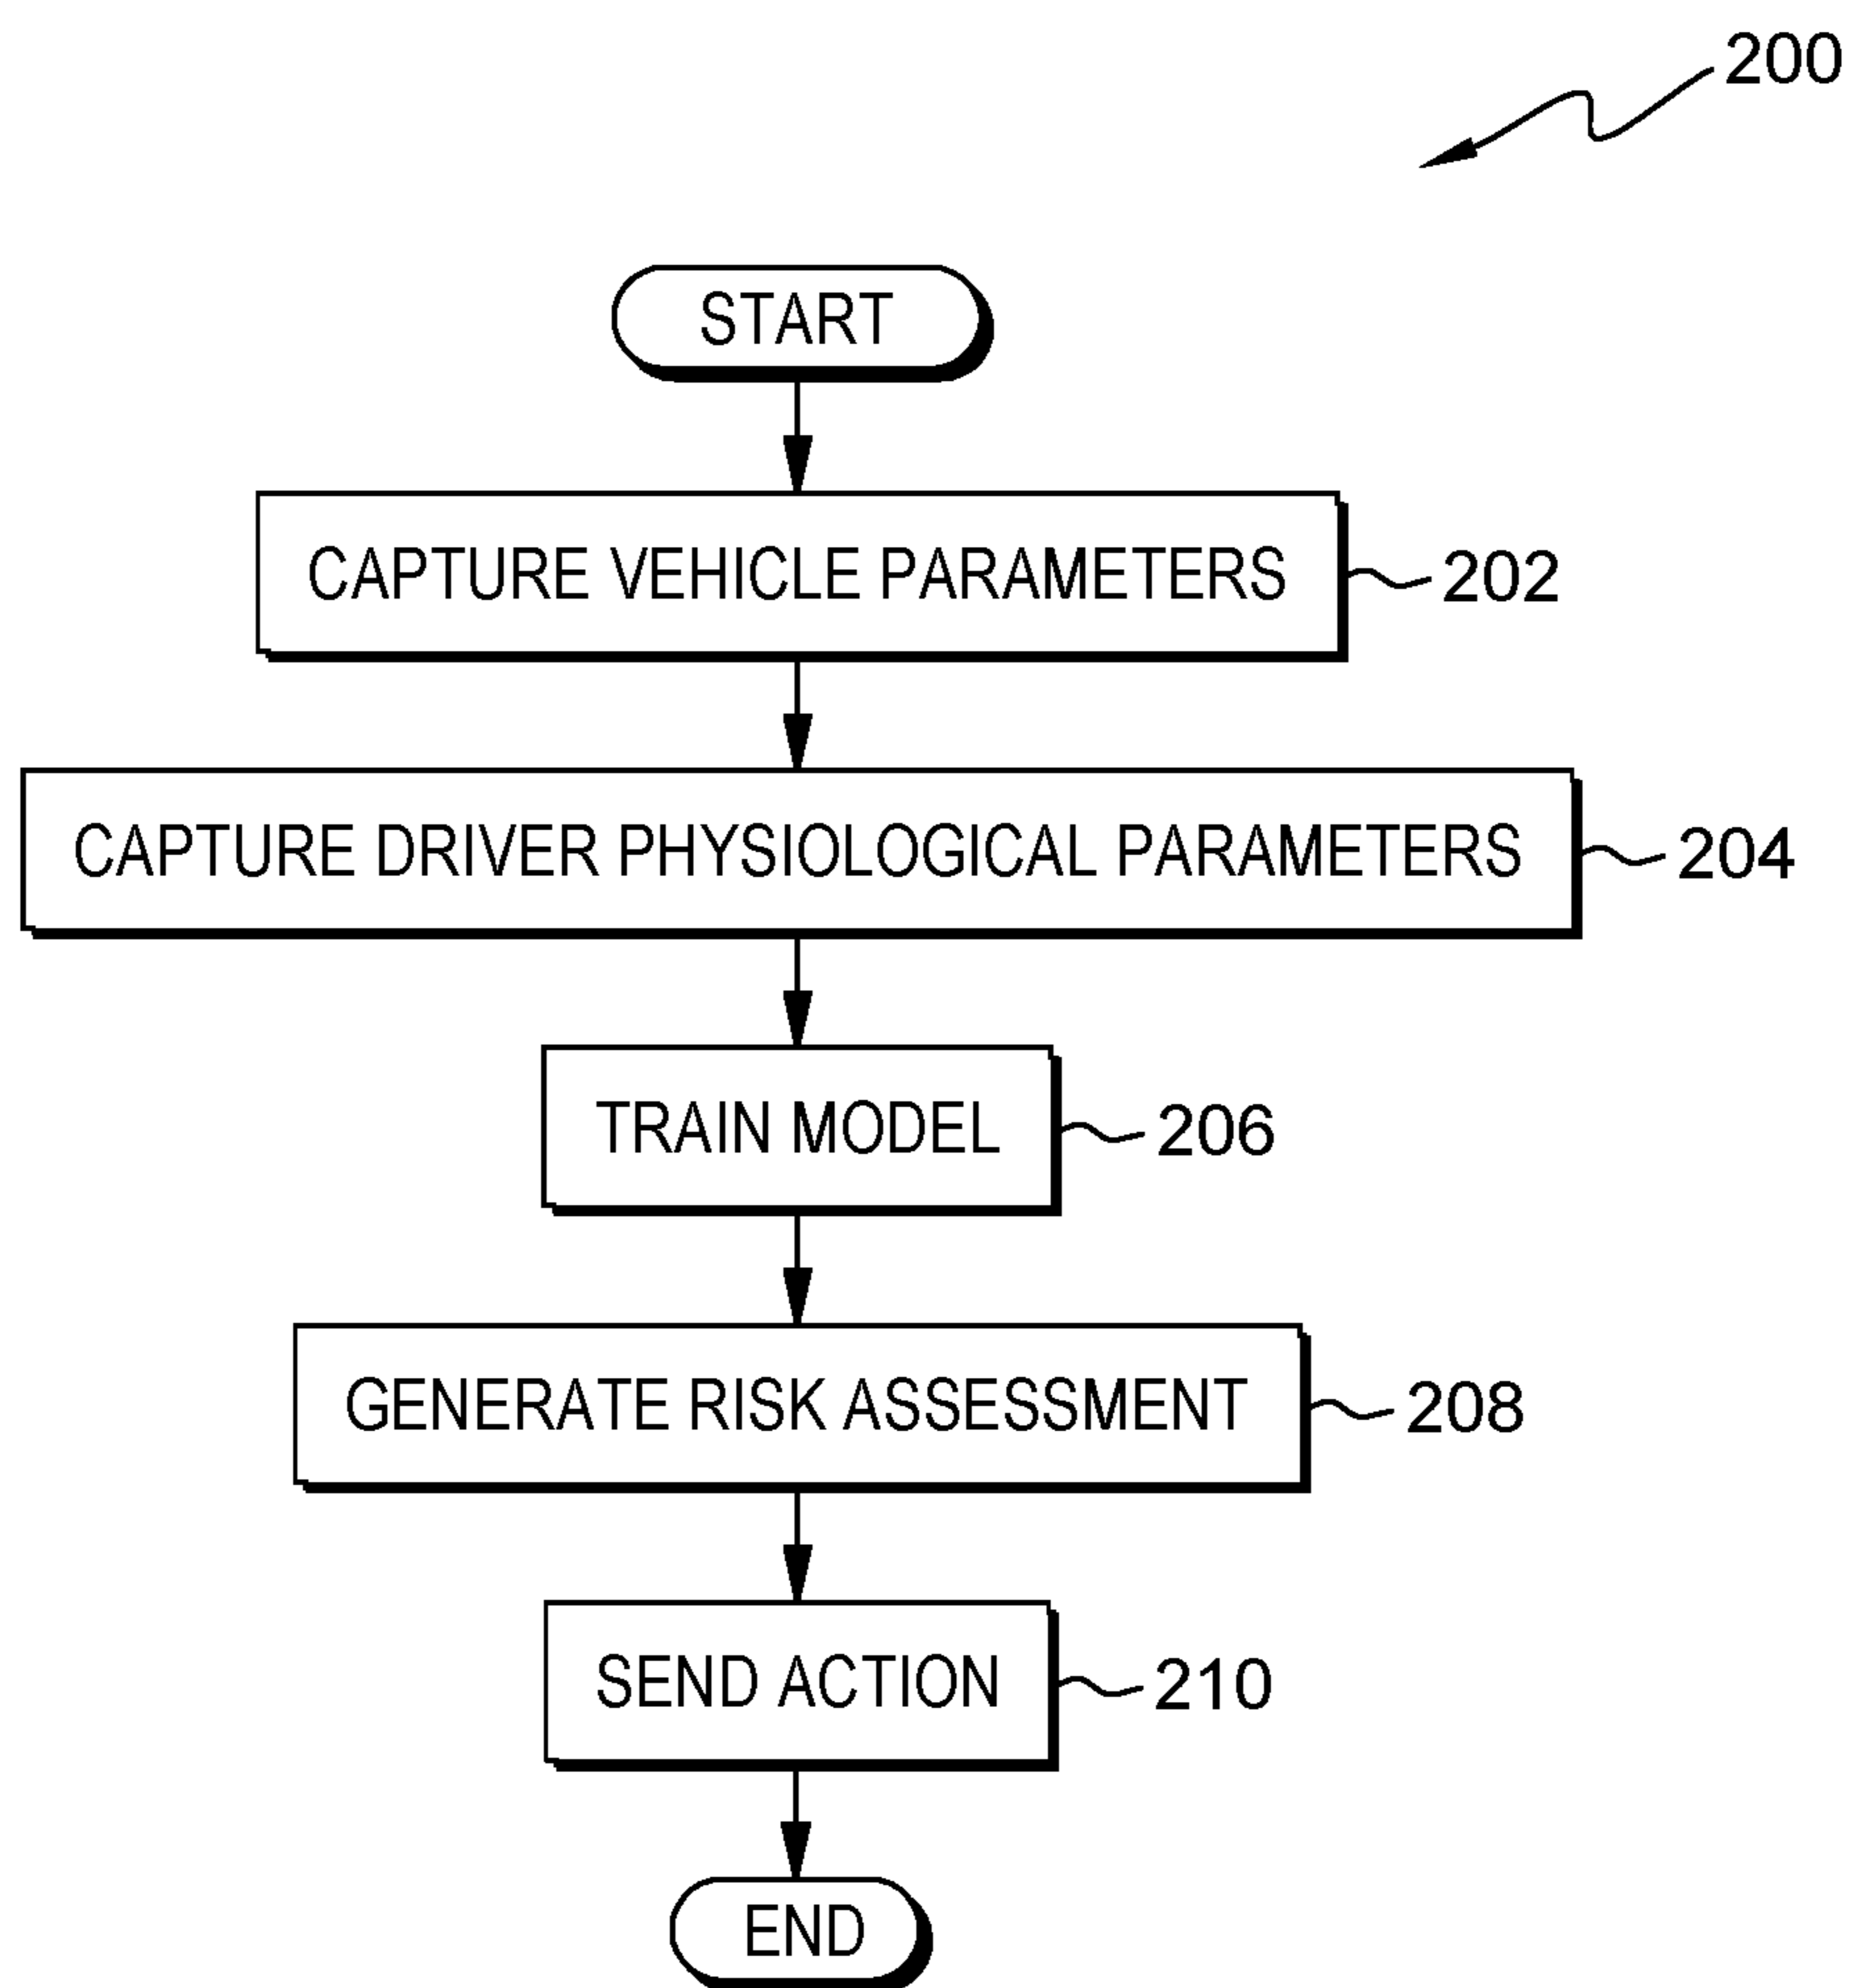 200
START
CAPTURE VEHICLE PARAMETERS
202
CAPTURE DRIVER PHYSIOLOGICAL PARAMETERS
204
TRAIN MODEL
206
GENERATE RISK ASSESSMENT
208
SEND ACTION
210
END